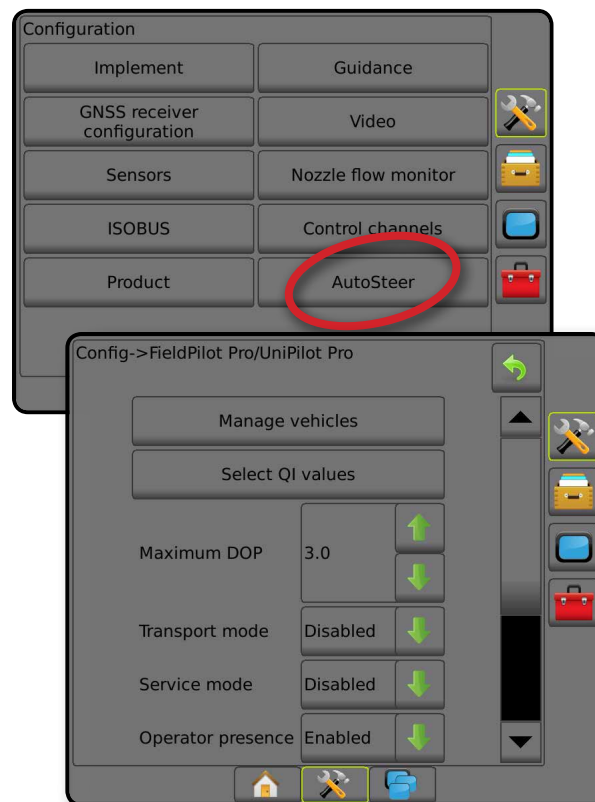 Configuration
Implement
Guidance
GNSS receiver
configuration
Video
Sensors
Nozzle flow monitor
ISOBUS
Control channels
Product
AutoSteer
Config->FieldPilot Pro/UniPilot Pro
Manage vehicles
Select QI values
Maximum DOP
3.0
Transport mode
Disabled
Service mode
Disabled
Operator presence
Enabled